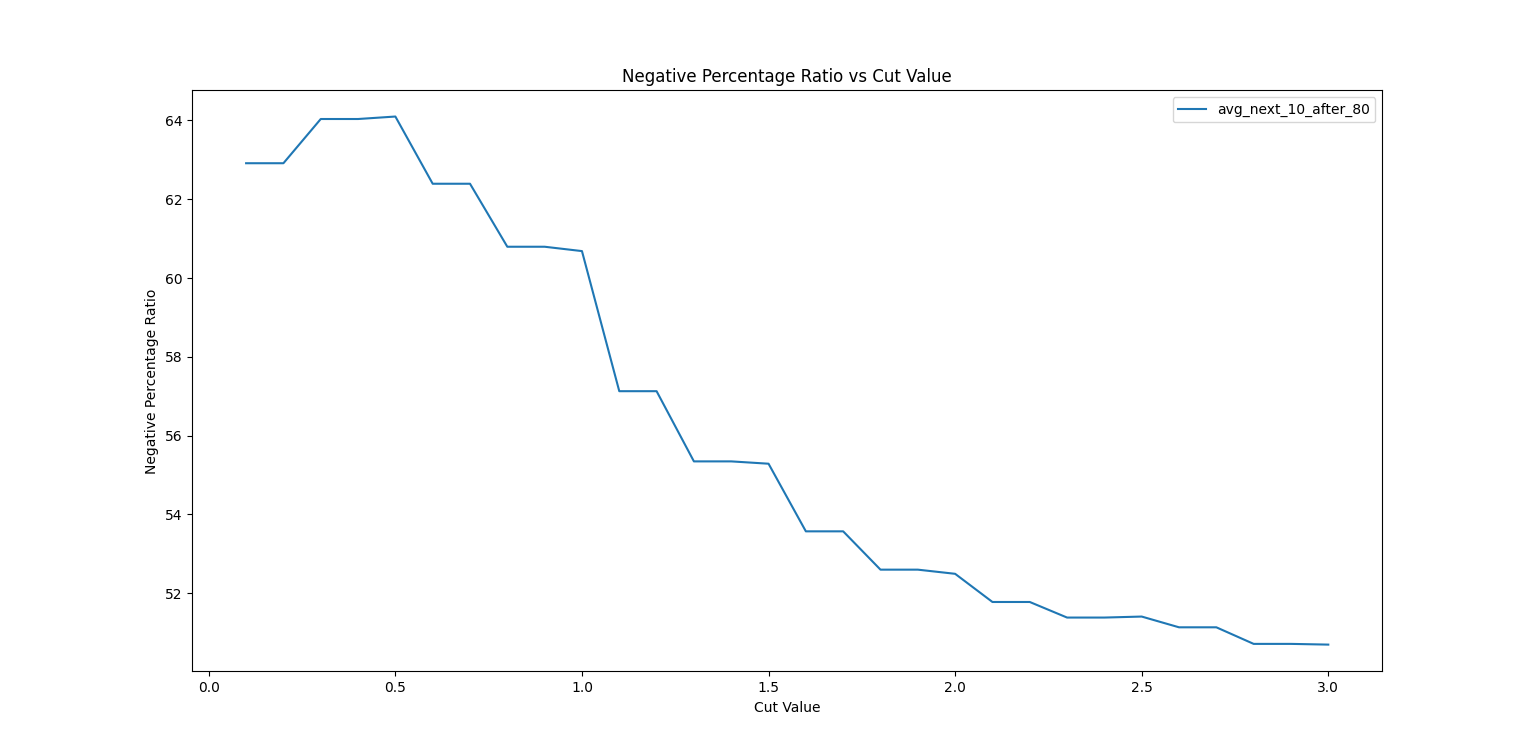 Negative Percentage Ratio vs Cut Value
avg_next_10_after_80
Negative Percentage Ratio
64
62
60
58
56
54
52
0.0 0.5 1.0 1.5 2.0 2.5 3.0
Cut Value